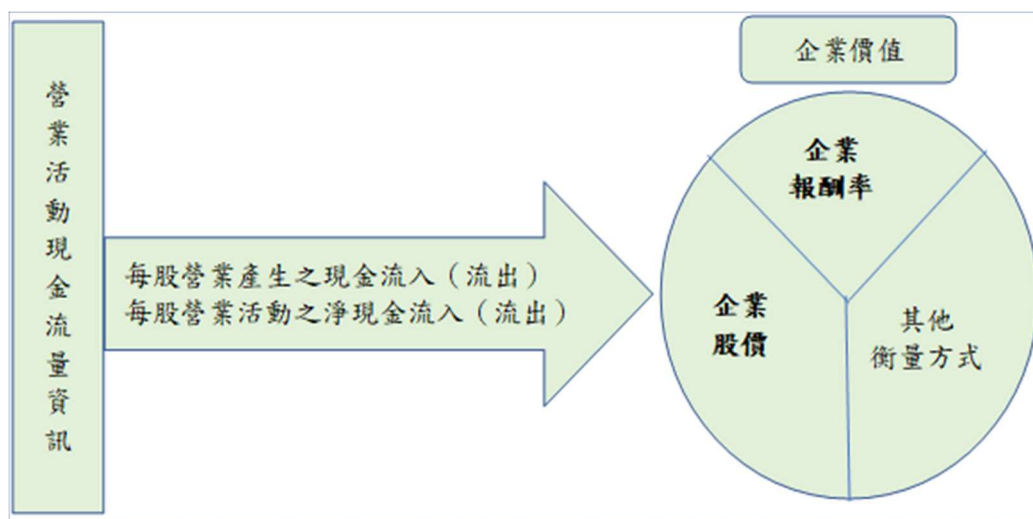 營業活動現金流量資訊
每股營業產生之現金流入（流出）
每股營業活動之淨現金流入（流出）
企業價值
企業
報酬率
企業
股價
其他
衡量方式